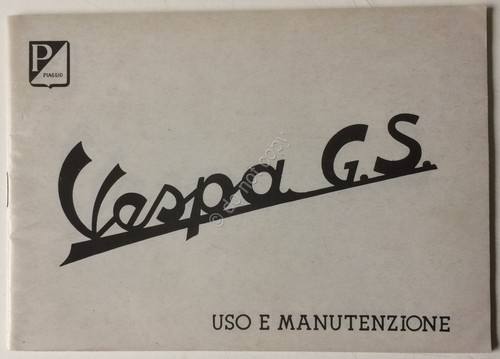 P
PIAGGIO
Vespa G.S.
USO E MANUTENZIONE